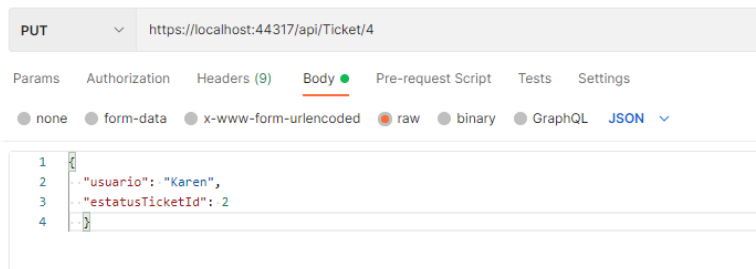 PUT https://localhost:44317/api/Ticket/4
Params Authorization Headers (9) Body Pre-request Script Tests Settings
none form-data x-www-form-urlencoded raw binary GraphQL JSON
1 {
2 "usuario": "Karen",
3 "estatusTicketId": 2
4 }